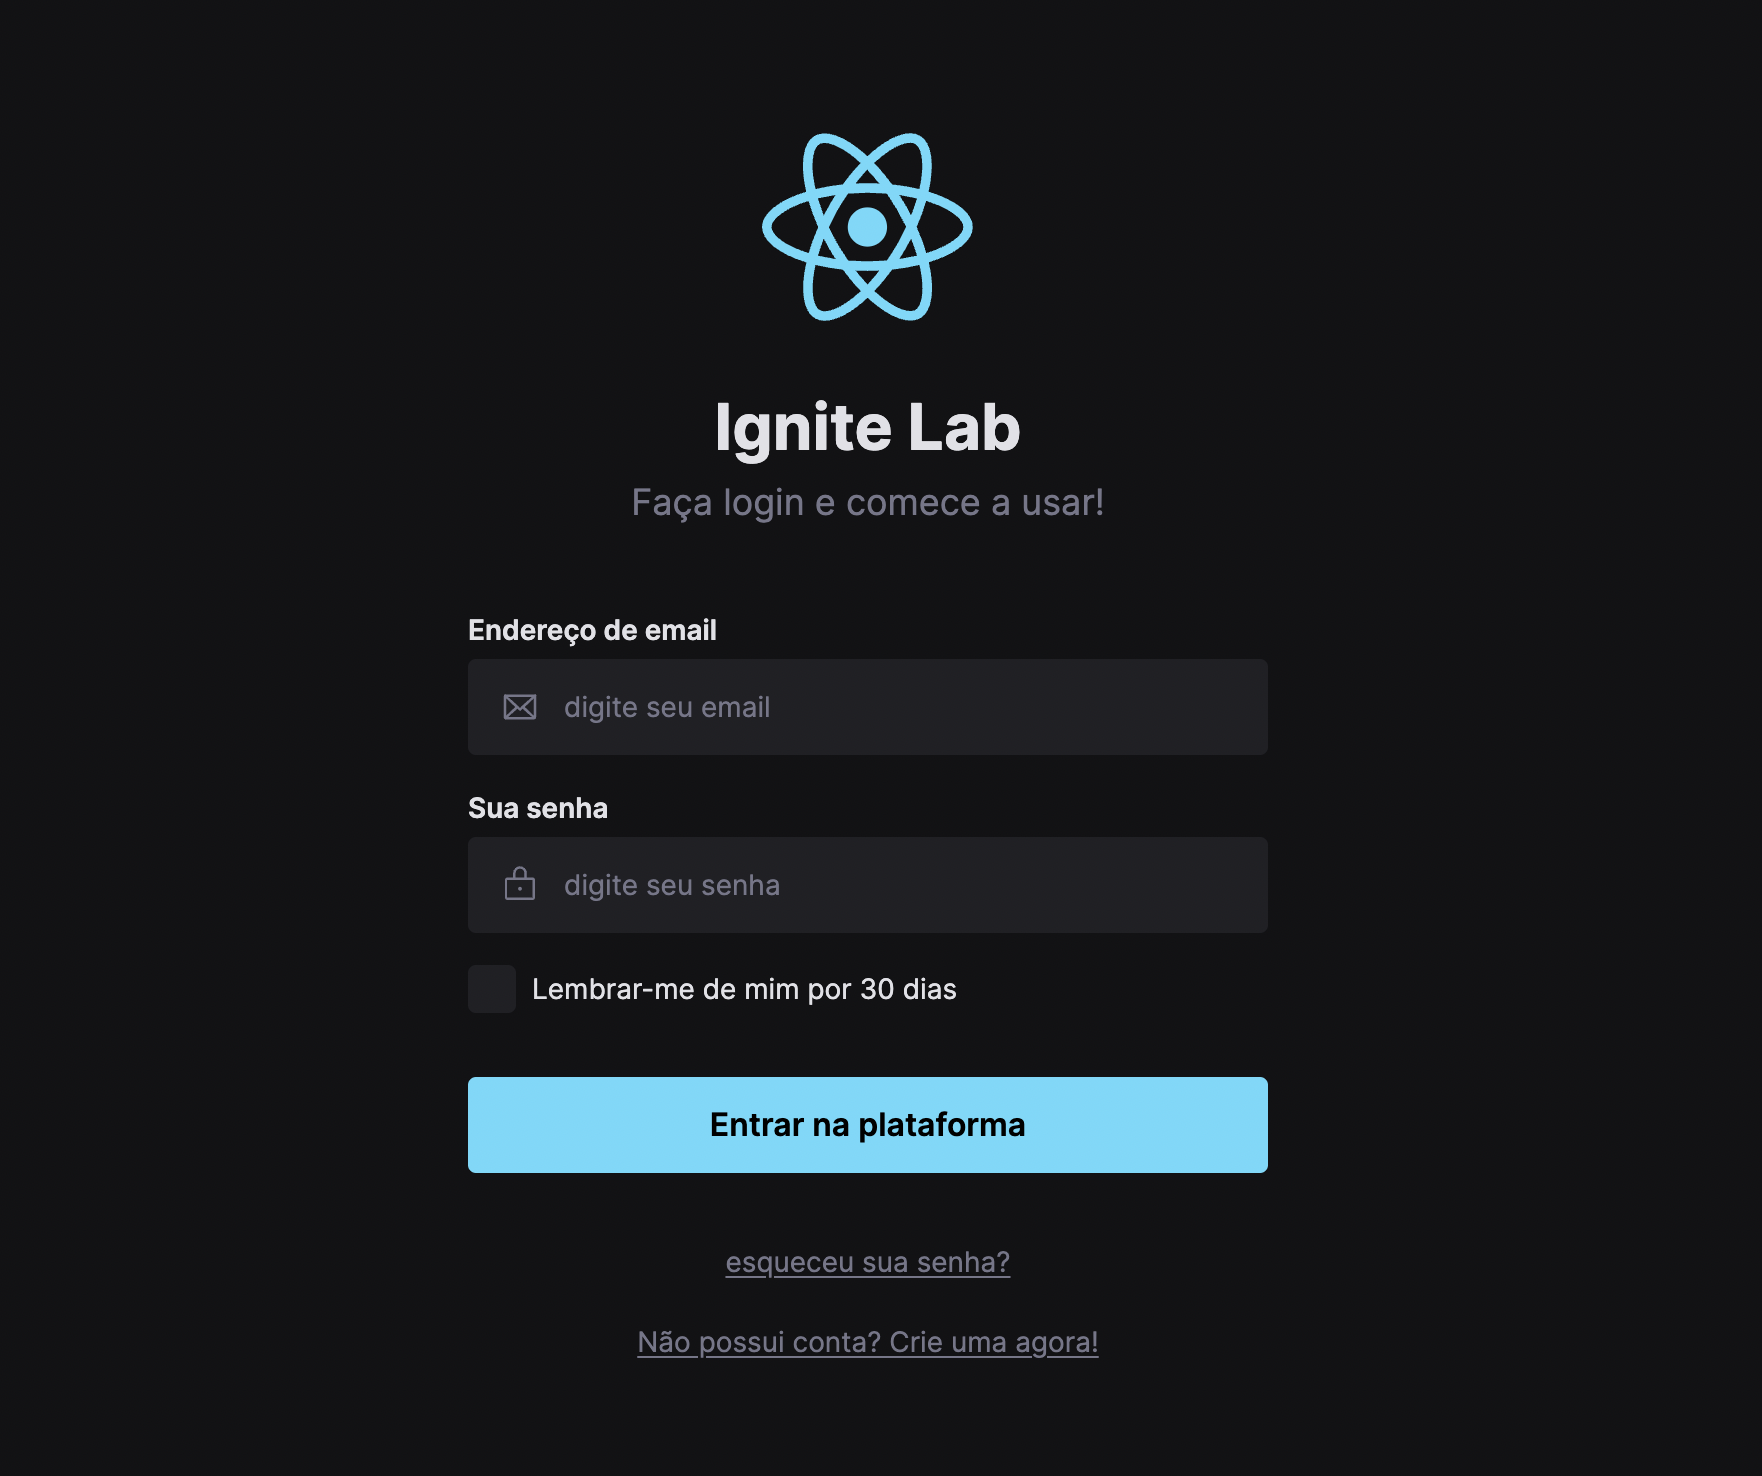 Ignite Lab
Faça login e comece a usar!
Endereço de email
digite seu email
Sua senha
digite seu senha
Lembrar-me de mim por 30 dias
Entrar na plataforma
esqueceu sua senha?
Não possui conta? Crie uma agora!